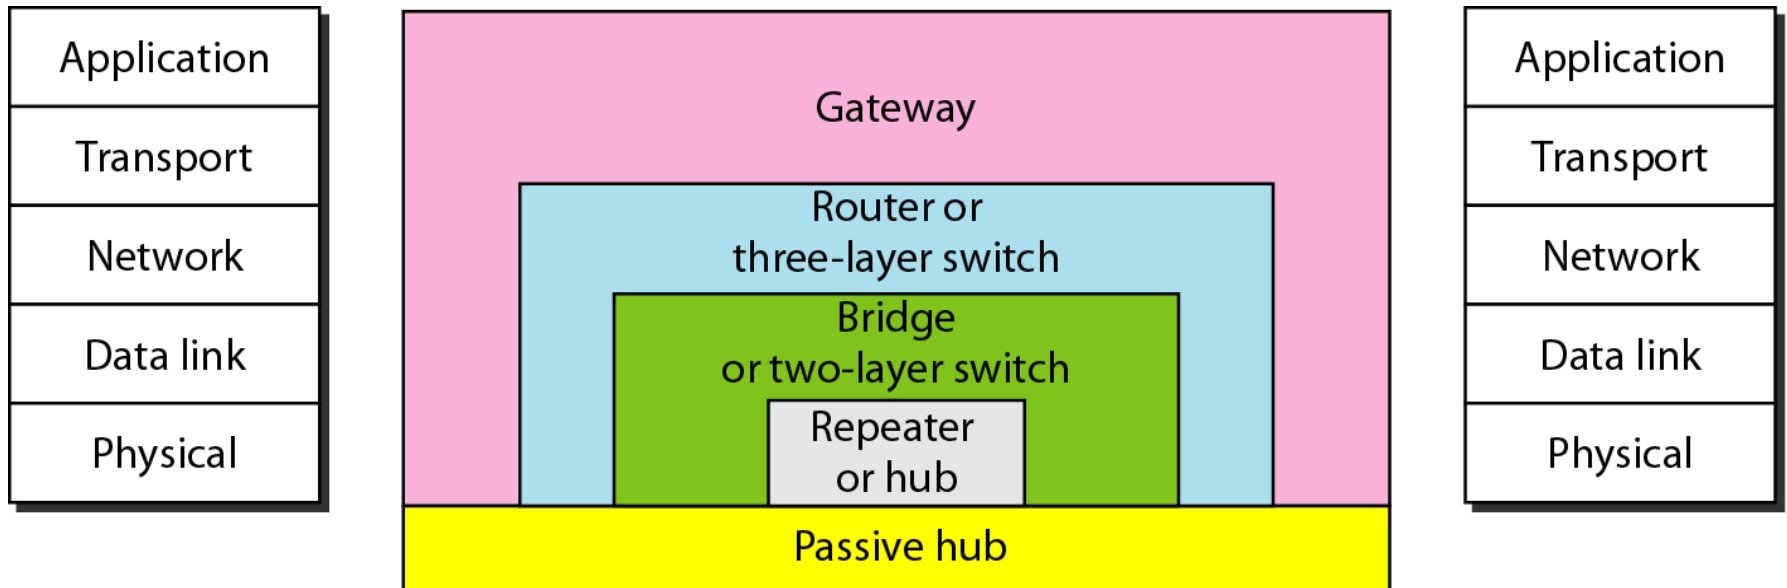 Application
Transport
Network
Data link
Physical
Gateway
Router or
three-layer switch
Bridge
or two-layer switch
Repeater
or hub
Passive hub
Application
Transport
Network
Data link
Physical